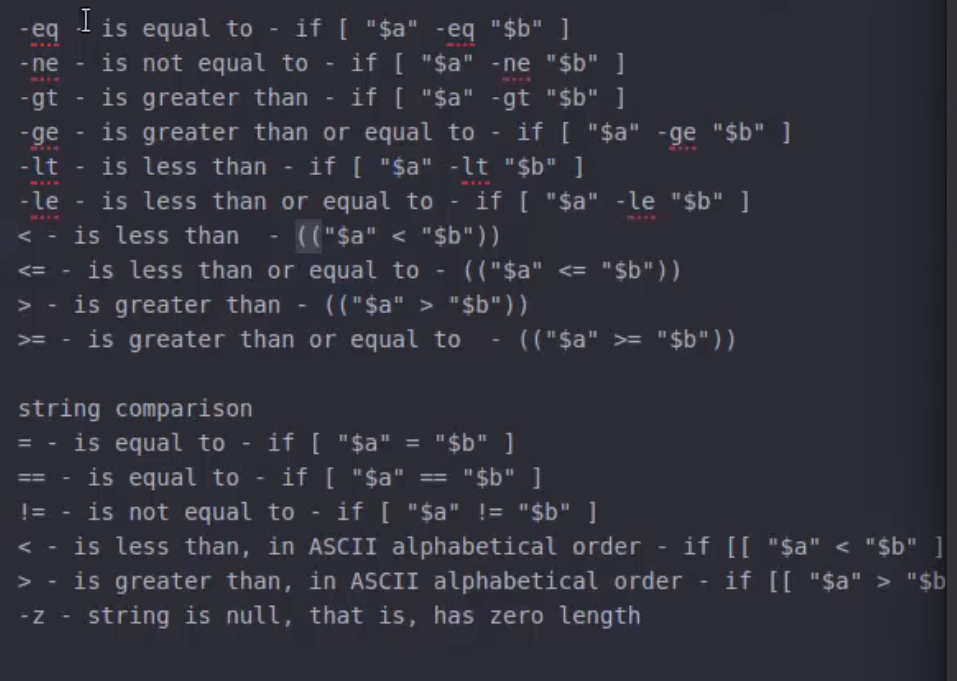 -eq - is equal to - if [ "$a" -eq "$b" ]
-ne - is not equal to - if [ "$a" -ne "$b" ]
-gt - is greater than - if [ "$a" -gt "$b" ]
-ge - is greater than or equal to - if [ "$a" -ge "$b" ]
-lt - is less than - if [ "$a" -lt "$b" ]
-le - is less than or equal to - if [ "$a" -le "$b" ]
< - is less than  - (("$a" < "$b"))
<= - is less than or equal to - (("$a" <= "$b"))
> - is greater than - (("$a" > "$b"))
>= - is greater than or equal to  - (("$a" >= "$b"))

string comparison
= - is equal to - if [ "$a" = "$b" ]
== - is equal to - if [ "$a" == "$b" ]
!= - is not equal to - if [ "$a" != "$b" ]
< - is less than, in ASCII alphabetical order - if [[ "$a" < "$b" ]
> - is greater than, in ASCII alphabetical order - if [[ "$a" > "$b
-z - string is null, that is, has zero length